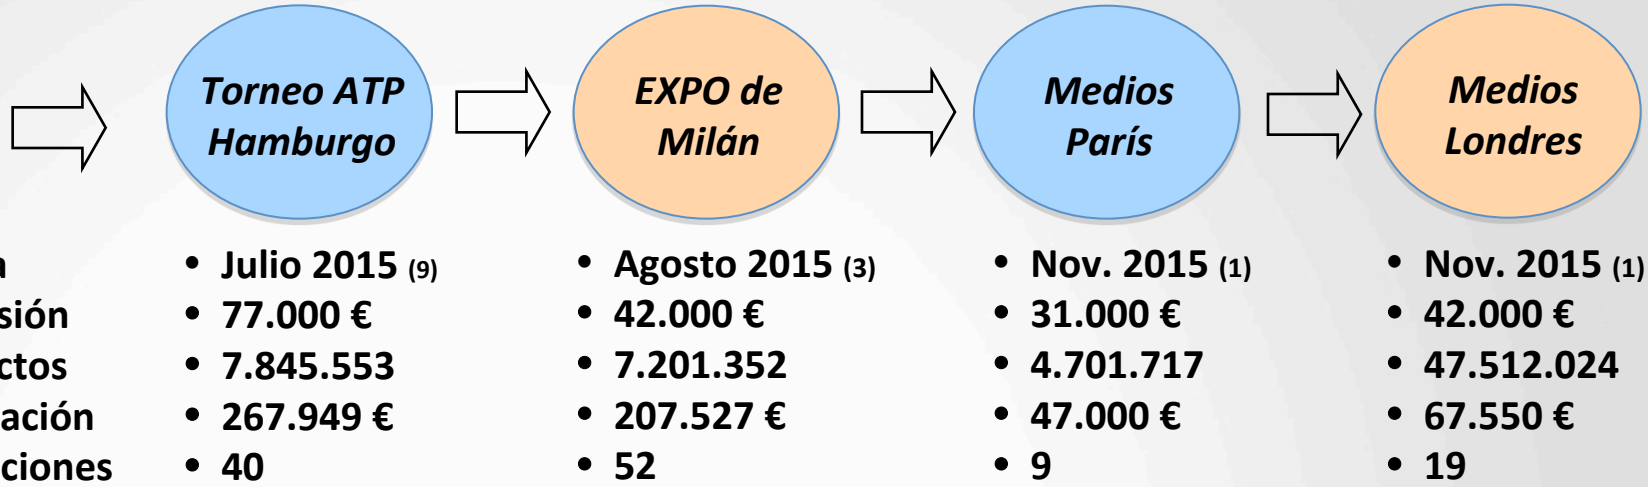 Torneo ATP
Hamburgo
EXPO de
Milán
Medios
París
Medios
Londres
• Julio 2015 (9)
• 77.000 €
• 7.845.553
• 267.949 €
• 40
• Agosto 2015 (3)
• 42.000 €
• 7.201.352
• 207.527 €
• 52
• Nov. 2015 (1)
• 31.000 €
• 4.701.717
• 47.000 €
• 9
• Nov. 2015 (1)
• 42.000 €
• 47.512.024
• 67.550 €
• 19